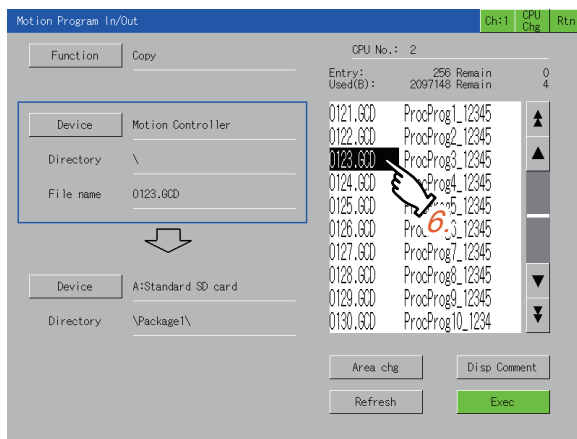 Motion Program In/Out Ch:1 CPU Chg Rtn
Function Copy
CPU No.: 2
Entry: 256 Remain 0
Used(B): 2097148 Remain 4
Device Motion Controller
Directory \
File name 0123.GCD
Device A:Standard SD card
Directory \Package1\
0121.GCD ProcProg1_12345
0122.GCD ProcProg2_12345
0123.GCD ProcProg3_12345
0124.GCD ProcProg4_12345
0125.GCD 5_12345
0126.GCD 6.
0127.GCD ProcProg7_12345
0128.GCD ProcProg8_12345
0129.GCD ProcProg9_12345
0130.GCD ProcProg10_1234
Area chg Disp Comment
Refresh Exec